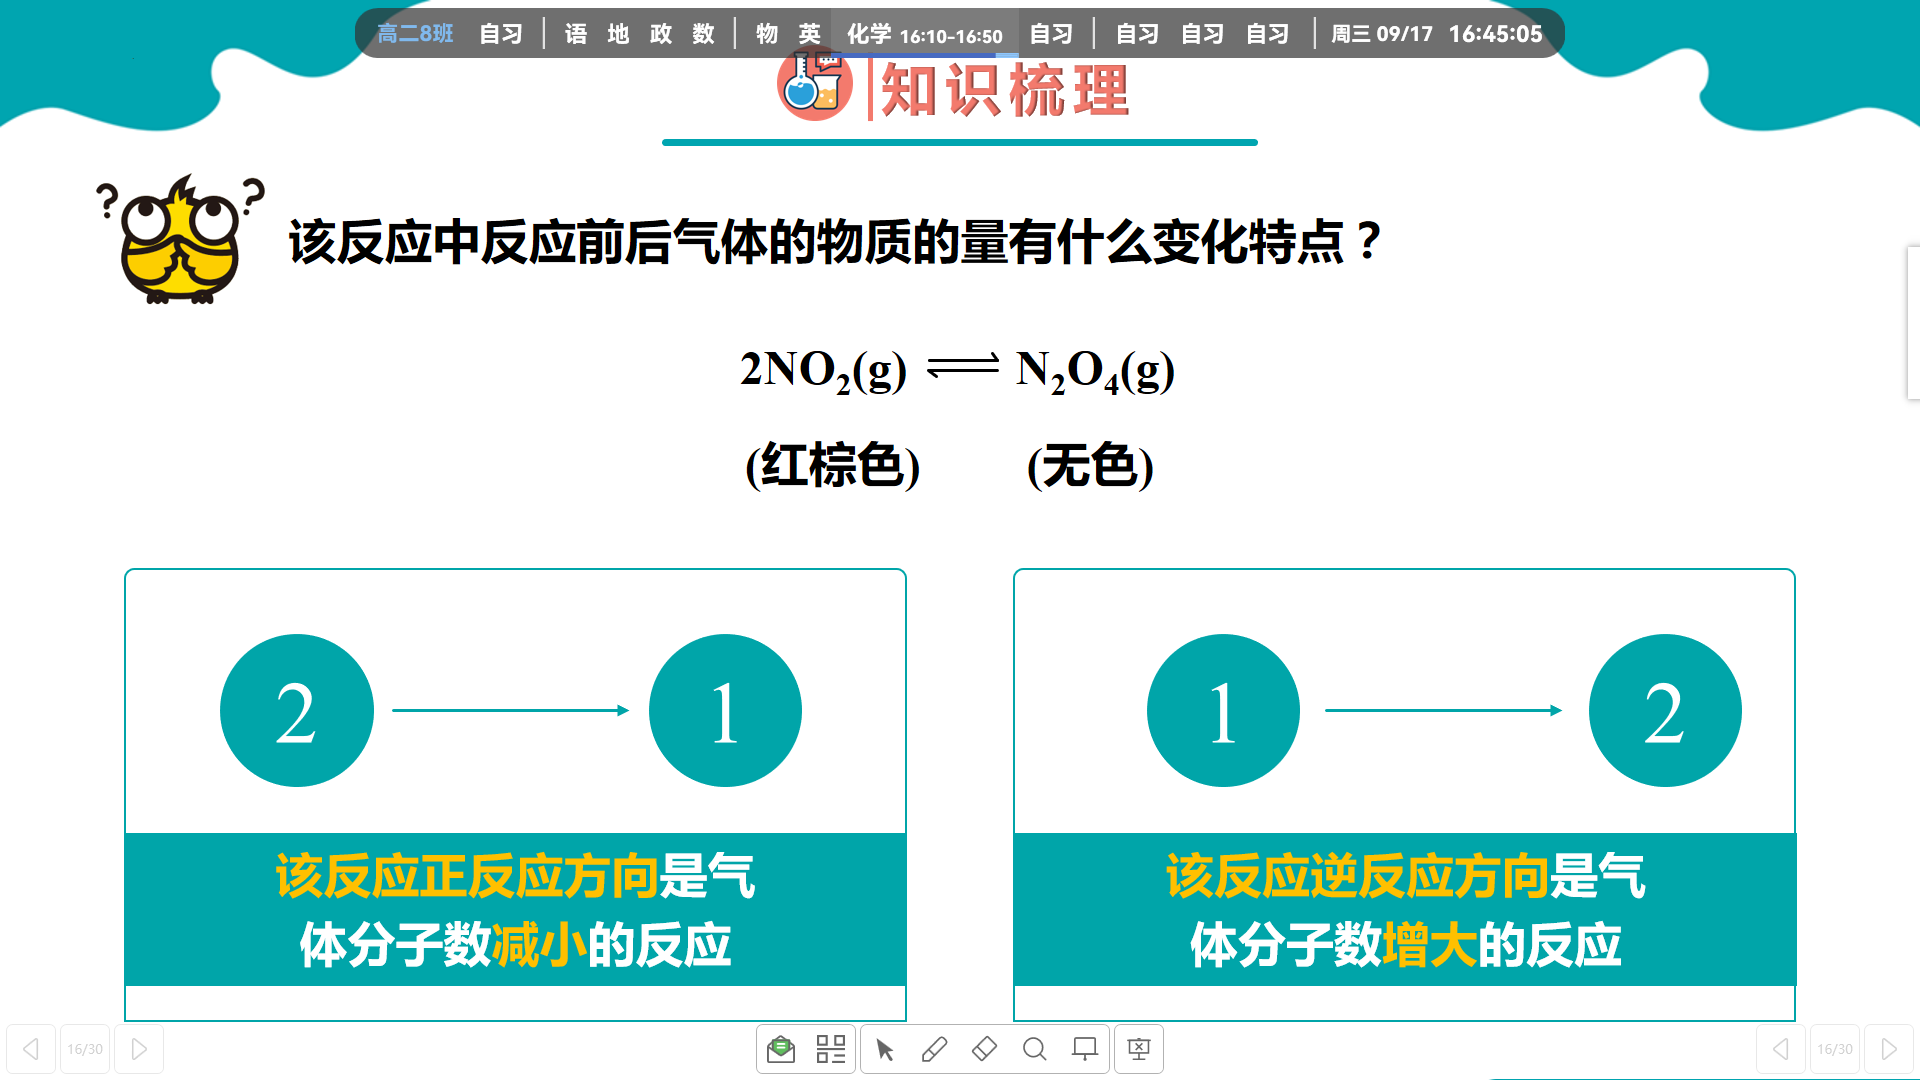 高二8班 自习 | 语 地 政 数 | 物 英 化学 16:10-16:50 自习 | 自习 自习 自习 | 周三 09/17 16:45:05
知识梳理
? ?
该反应中反应前后气体的物质的量有什么变化特点？
2NO₂(g) ⇌ N₂O₄(g)
(红棕色) (无色)
2 → 1
该反应正反应方向是气
体分子数减小的反应
1 → 2
该反应逆反应方向是气
体分子数增大的反应
16/30
16/30